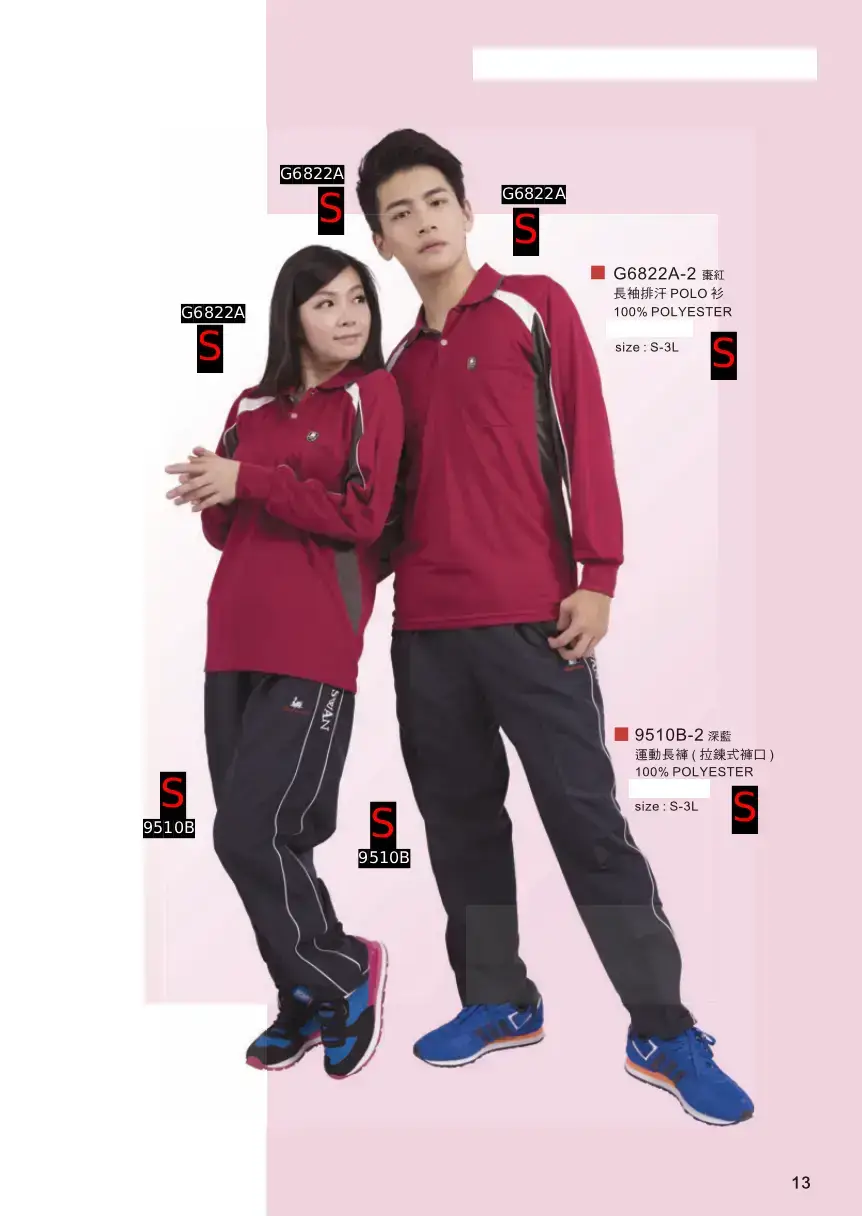 G6822A
S
G6822A
S
G6822A
S
G6822A-2 棗紅
長袖排汗 POLO 衫
100% POLYESTER
size : S-3L
S
SWAN
9510B-2 深藍
運動長褲 ( 拉鍊式褲口 )
100% POLYESTER
size : S-3L
S
S
9510B
S
9510B
13